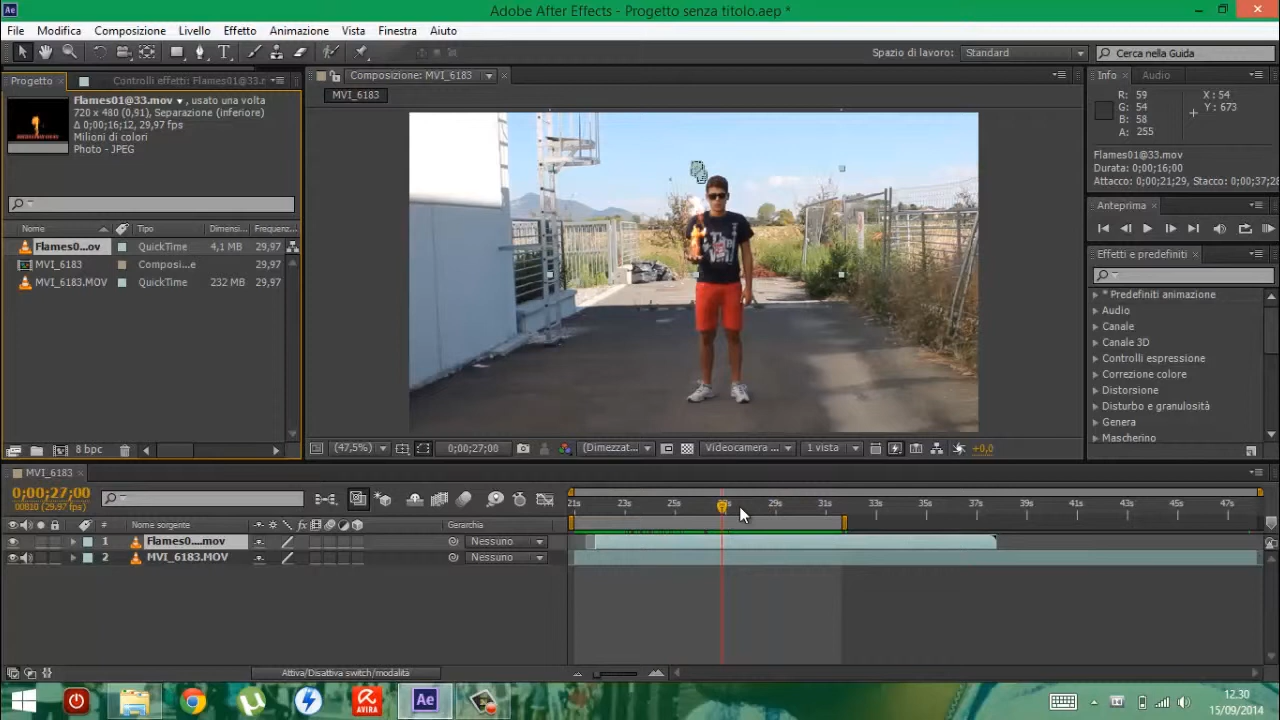 Adobe After Effects - Progetto senza titolo.aep *
File Modifica Composizione Livello Effetto Animazione Vista Finestra Aiuto
Spazio di lavoro: Standard Cerca nella Guida
Progetto Controlli effetti: Flames01@33.r
Flames01@33.mov ▾ , usato una volta
720 x 480 (0,91), Separazione (inferiore)
Δ 0;00;16;12, 29,97 fps
Milioni di colori
Photo - JPEG
Nome Tipo Dimensi... Frequenz...
Flames0...ov QuickTime 4,1 MB 29,97
MVI_6183 Composi...e 29,97
MVI_6183.MOV QuickTime 232 MB 29,97
8 bpc
Composizione: MVI_6183
MVI_6183
(47,5%) 0;00;27;00 (Dimezzat... Videocamera ... 1 vista +0,0
Info Audio
R: 59 X: 54
G: 54 Y: 673
B: 58
A: 255
Flames01@33.mov
Durata: 0;00;16;00
Attacco: 0;00;21;29, Stacco: 0;00;37;28
Anteprima
Effetti e predefiniti
* Predefiniti animazione
Audio
Canale
Canale 3D
Controlli espressione
Correzione colore
Distorsione
Disturbo e granulosità
Genera
Mascherino
MVI_6183
0;00;27;00
00810 (29.97 fps)
21s 23s 25s 29s 31s 33s 35s 37s 39s 41s 43s 45s 47s
# Nome sorgente Gerarchia
1 Flames0....mov Nessuno
2 MVI_6183.MOV Nessuno
Attiva/Disattiva switch/modalità
AVIRA
Ae
12.30
15/09/2014